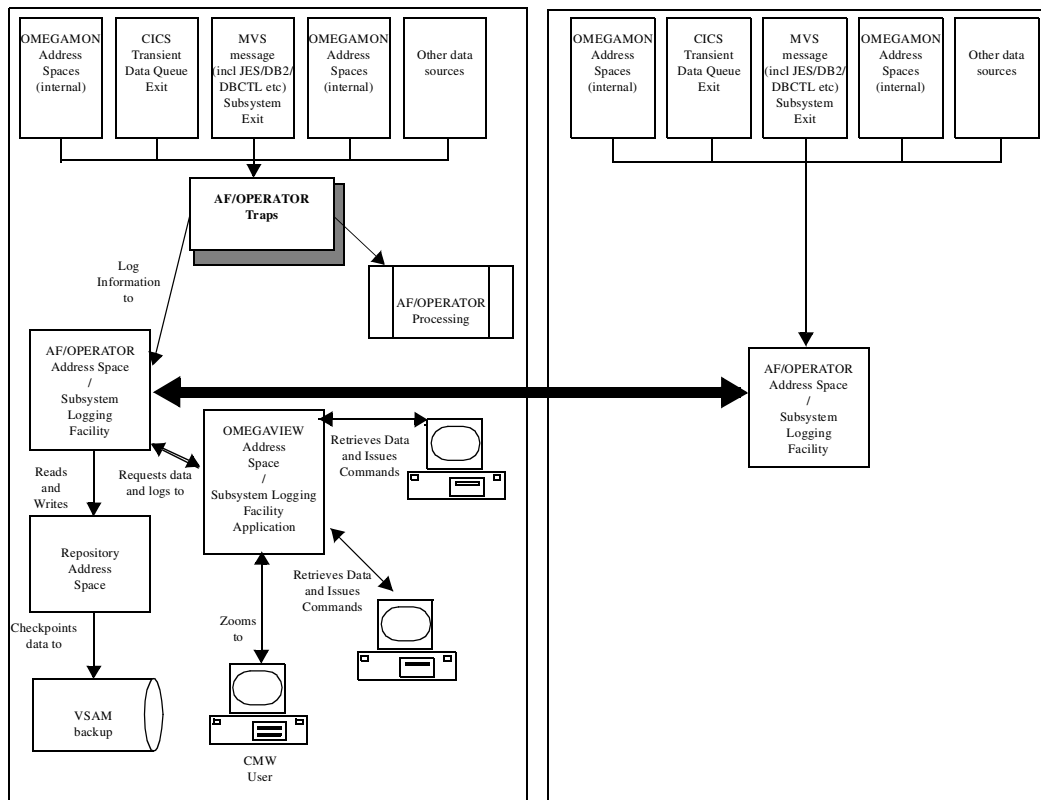 OMEGAMON
Address
Spaces
(internal)
CICS
Transient
Data Queue
Exit
MVS
message
(incl JES/DB2/
DBCTL etc)
Subsystem
Exit
OMEGAMON
Address
Spaces
(internal)
Other data
sources
OMEGAMON
Address
Spaces
(internal)
CICS
Transient
Data Queue
Exit
MVS
message
(incl JES/DB2/
DBCTL etc)
Subsystem
Exit
OMEGAMON
Address
Spaces
(internal)
Other data
sources
AF/OPERATOR
Traps
Log
Information
to
AF/OPERATOR
Processing
AF/OPERATOR
Address Space
/
Subsystem
Logging
Facility
AF/OPERATOR
Address Space
/
Subsystem
Logging
Facility
OMEGAVIEW
Address
Space
/
Subsystem Logging
Facility
Application
Retrieves Data
and Issues
Commands
Reads
and
Writes
Requests data
and logs to
Repository
Address
Space
Retrieves Data
and Issues
Commands
Zooms
to
Checkpoints
data to
VSAM
backup
CMW
User